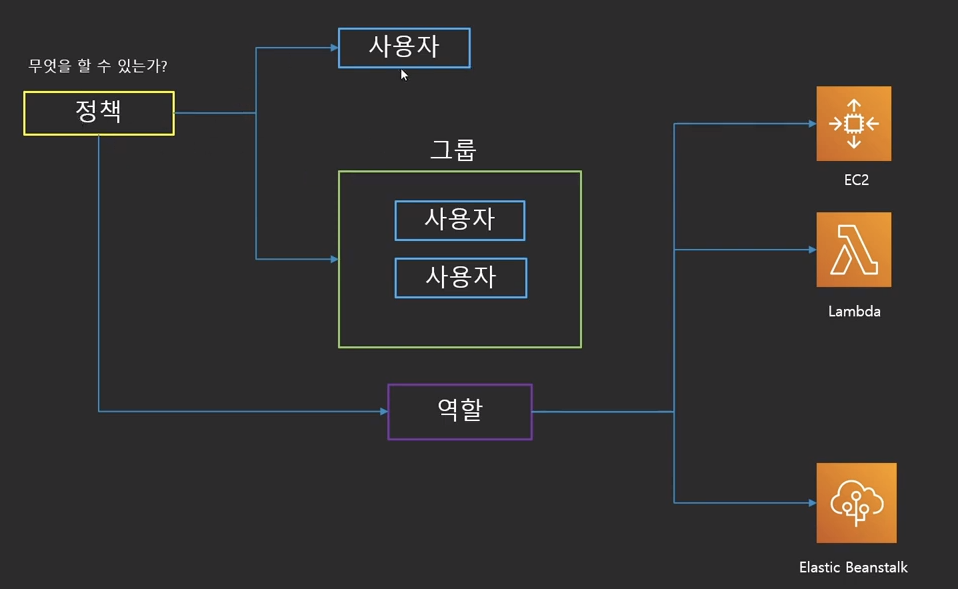 사용자
무엇을 할 수 있는가?
정책
그룹
사용자
사용자
역할
EC2
Lambda
Elastic Beanstalk